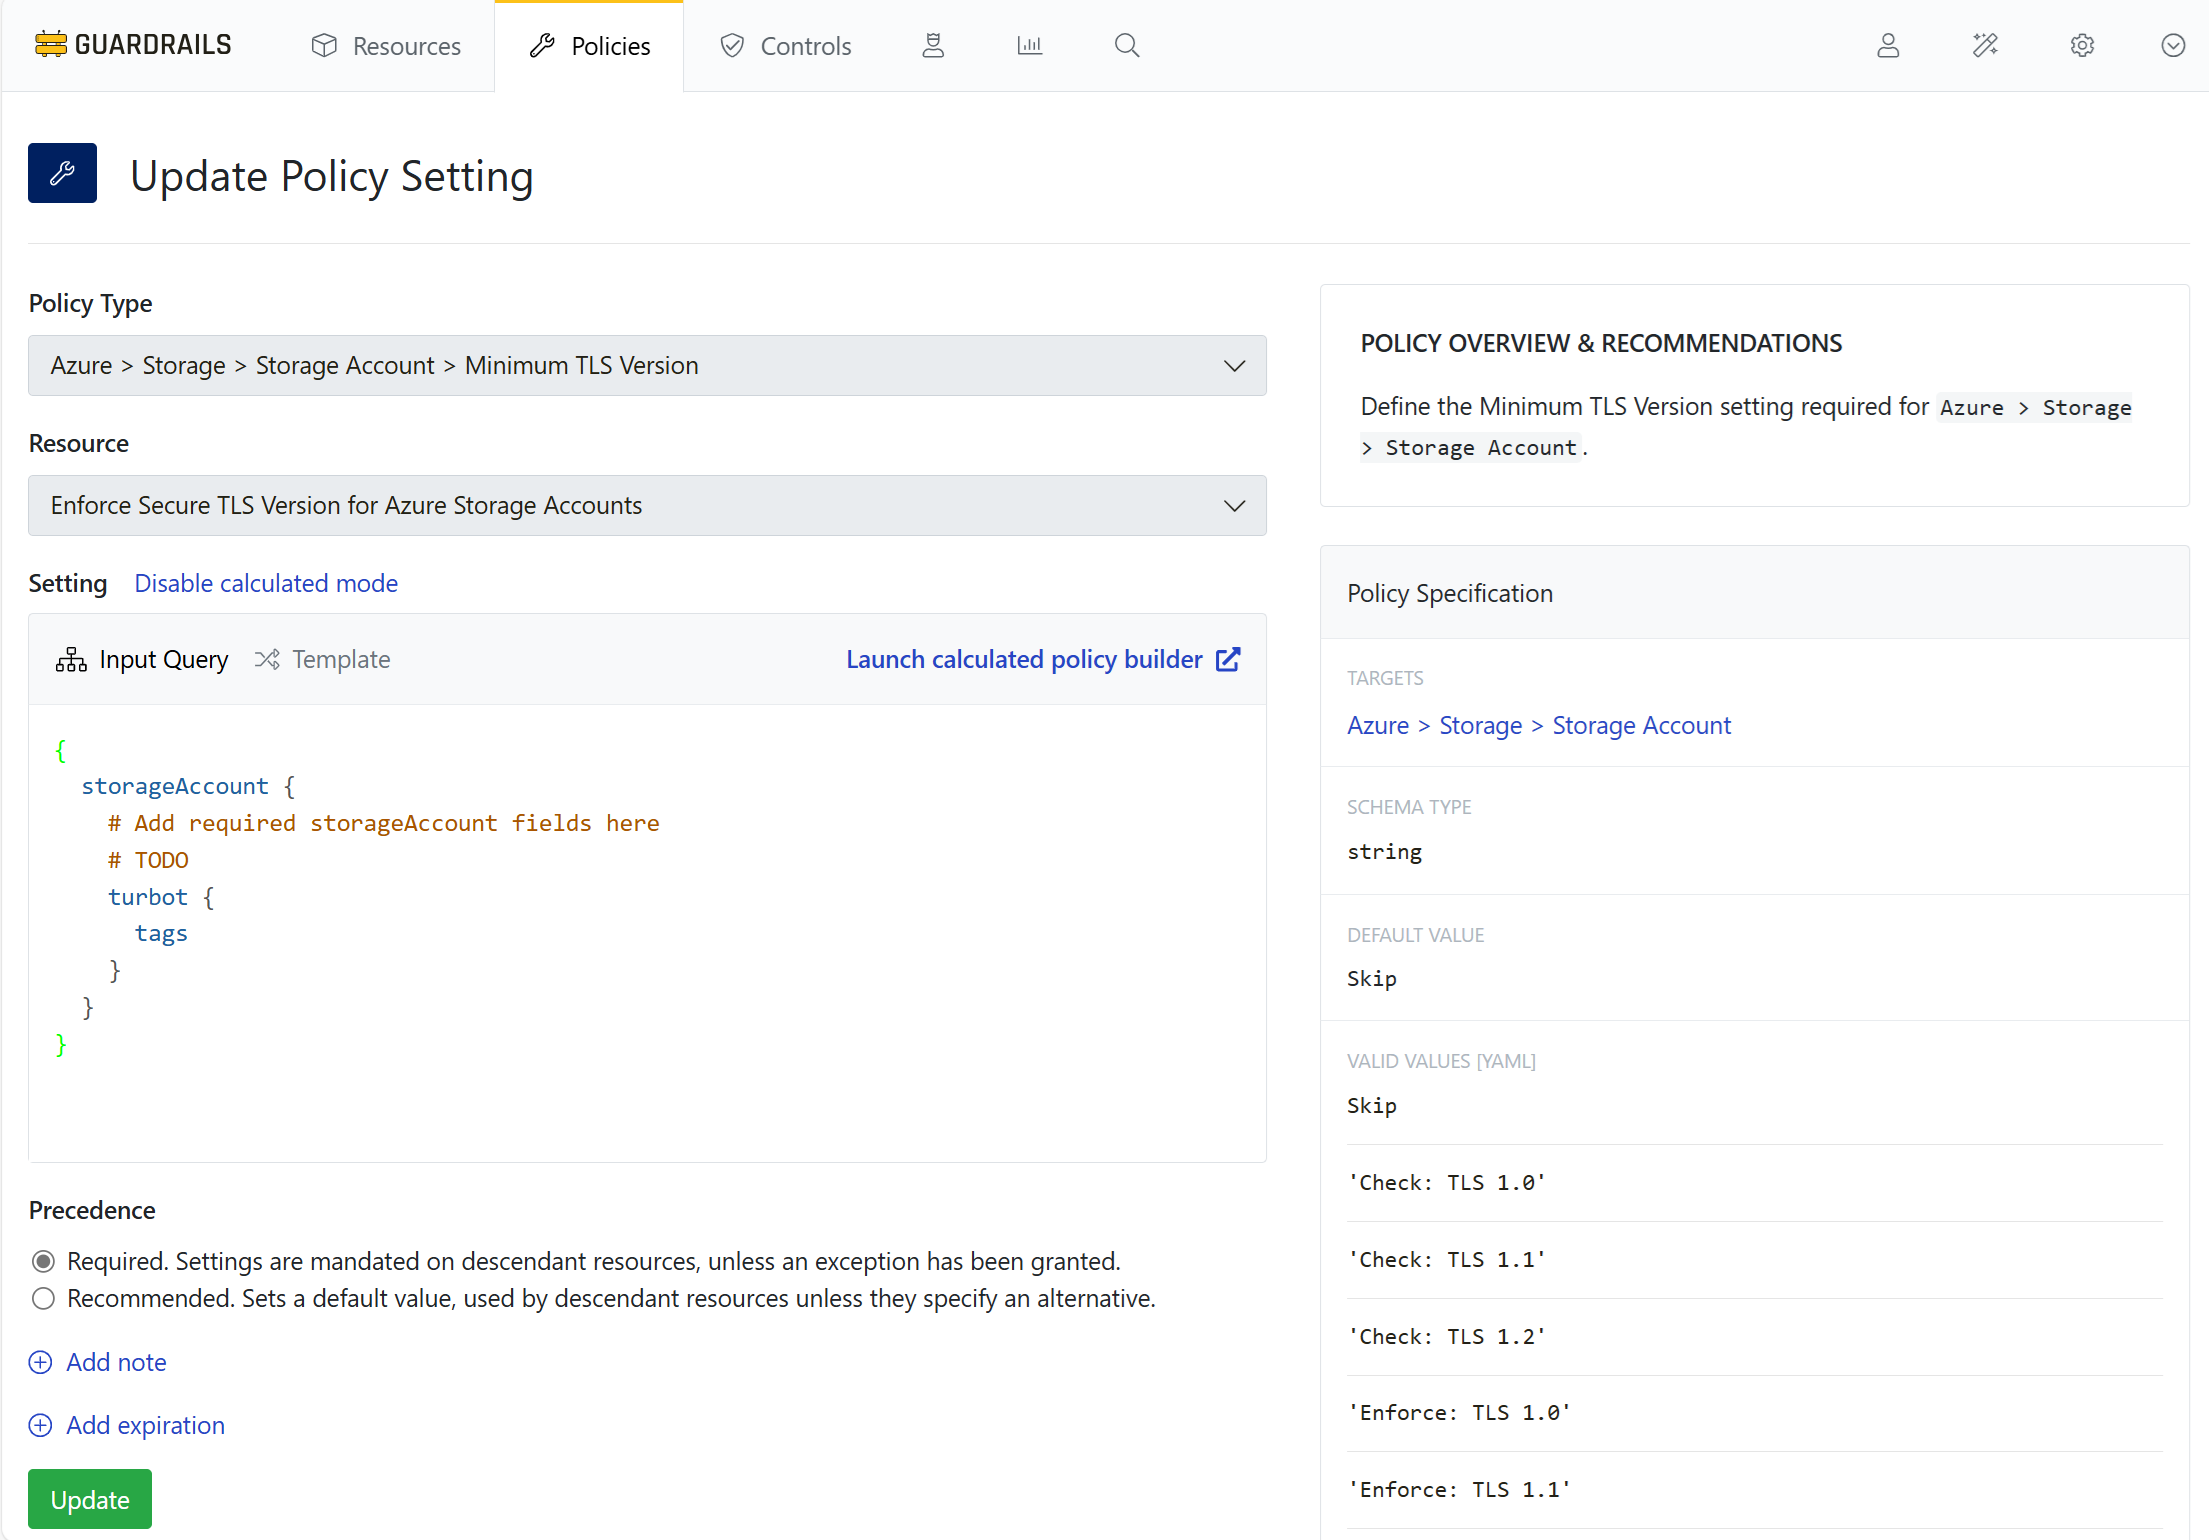 GUARDRAILS
Resources
Policies
Controls
Update Policy Setting
Policy Type
Azure > Storage > Storage Account > Minimum TLS Version
Resource
Enforce Secure TLS Version for Azure Storage Accounts
Setting Disable calculated mode
Input Query Template Launch calculated policy builder
{
storageAccount {
# Add required storageAccount fields here
# TODO
turbot {
tags
}
}
}
Precedence
Required. Settings are mandated on descendant resources, unless an exception has been granted.
Recommended. Sets a default value, used by descendant resources unless they specify an alternative.
Add note
Add expiration
Update
POLICY OVERVIEW & RECOMMENDATIONS
Define the Minimum TLS Version setting required for Azure > Storage
> Storage Account.
Policy Specification
TARGETS
Azure > Storage > Storage Account
SCHEMA TYPE
string
DEFAULT VALUE
Skip
VALID VALUES [YAML]
Skip
'Check: TLS 1.0'
'Check: TLS 1.1'
'Check: TLS 1.2'
'Enforce: TLS 1.0'
'Enforce: TLS 1.1'